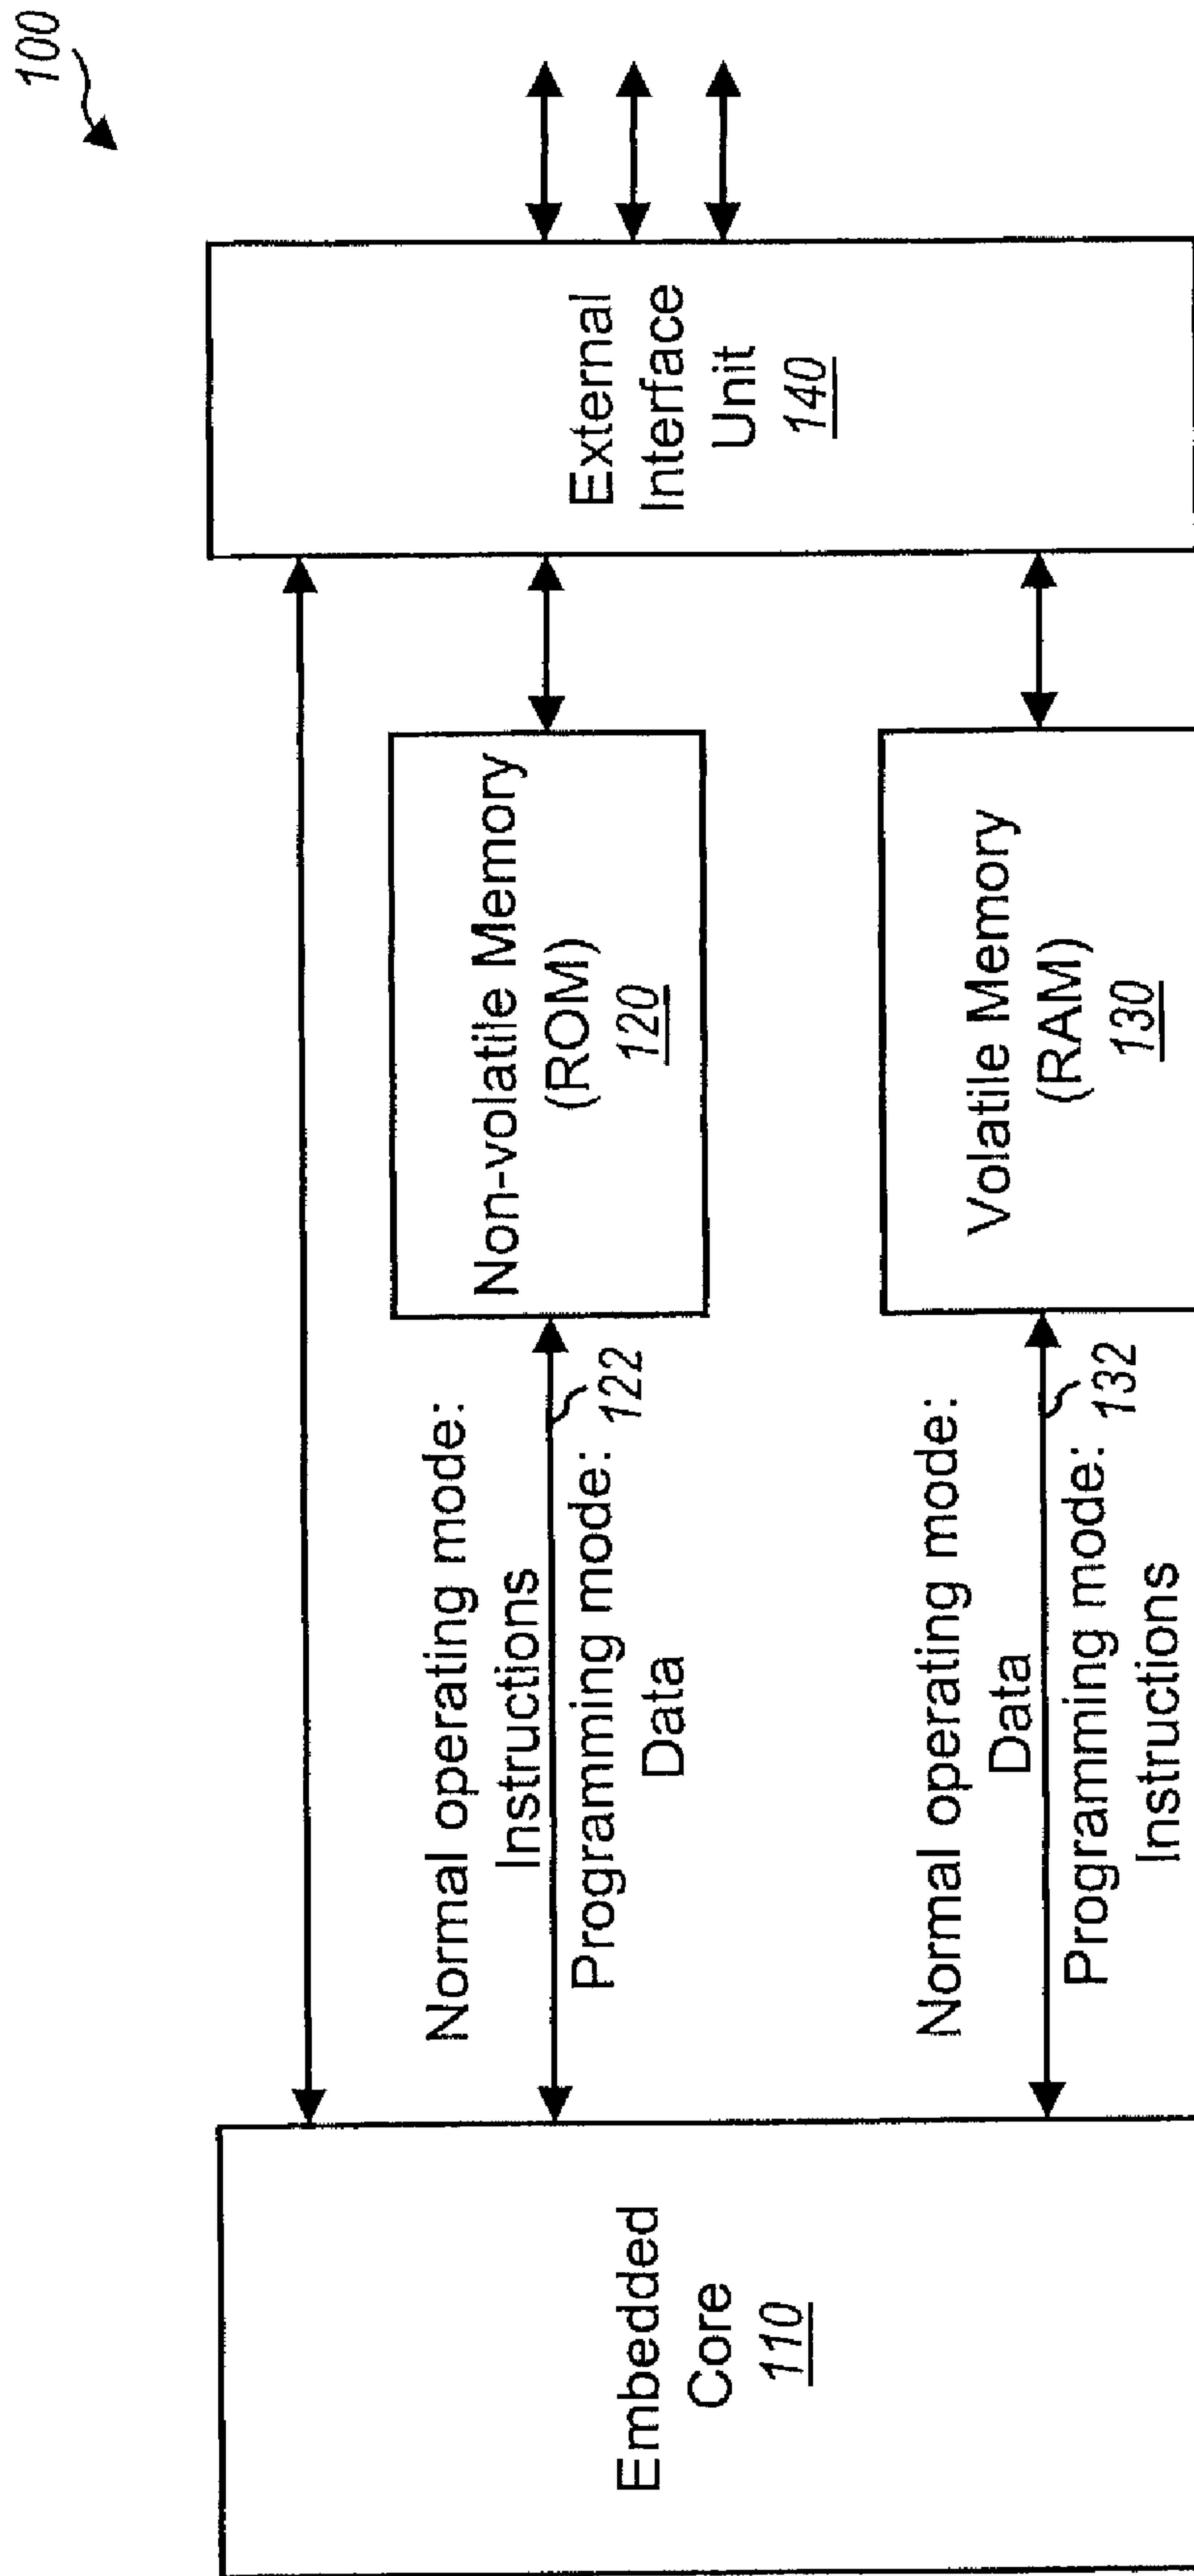 100
Embedded
Core
110
Normal operating mode:
Instructions
Programming mode:
Data
122
Non-volatile Memory
(ROM)
120
Normal operating mode:
Data
Programming mode:
Instructions
132
Volatile Memory
(RAM)
130
External
Interface
Unit
140